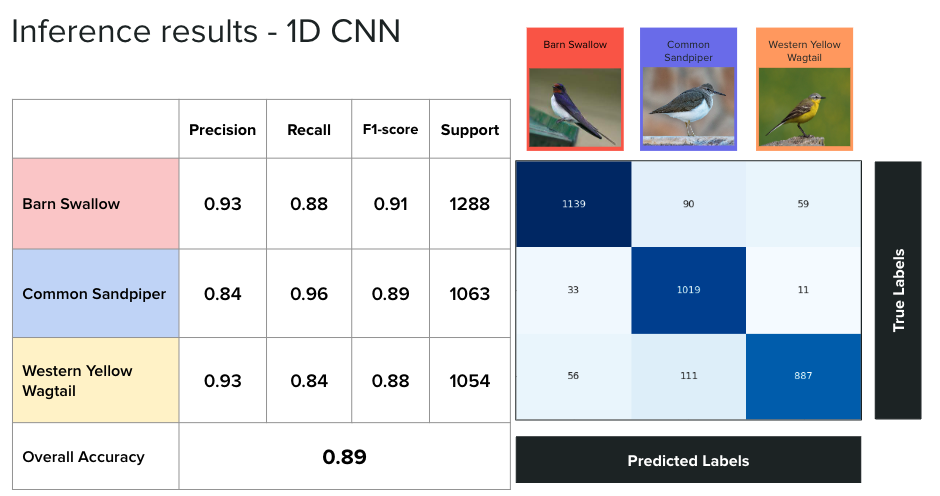 Inference results - 1D CNN
Barn Swallow
Common
Sandpiper
Western Yellow
Wagtail
Precision Recall F1-score Support
Barn Swallow 0.93 0.88 0.91 1288
Common Sandpiper 0.84 0.96 0.89 1063
Western Yellow
Wagtail 0.93 0.84 0.88 1054
Overall Accuracy 0.89
1139 90 59
33 1019 11
56 111 887
True Labels
Predicted Labels